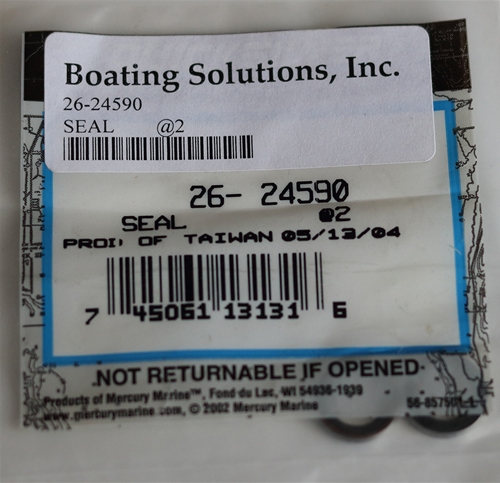 Boating Solutions, Inc.
26-24590
SEAL @2
26- 24590
SEAL @2
PROD OF TAIWAN 05/13/04
7 45061 13131 6
NOT RETURNABLE IF OPENED
Products of Mercury Marine™, Fond du Lac, WI 54936-1939
www.mercurymarine.com, © 2002 Mercury Marine